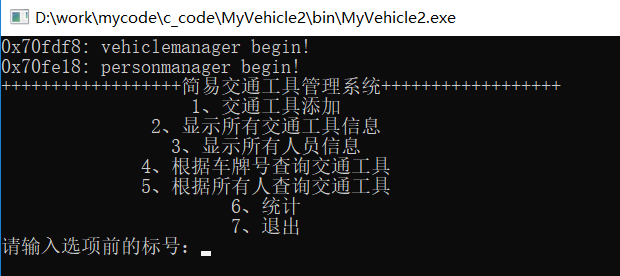 D:\work\mycode\c_code\MyVehicle2\bin\MyVehicle2.exe
0x70fdf8: vehiclemanager begin!
0x70fe18: personmanager begin!
++++++++++++++++++简易交通工具管理系统++++++++++++++++++
1、交通工具添加
2、显示所有交通工具信息
3、显示所有人员信息
4、根据车牌号查询交通工具
5、根据所有人查询交通工具
6、统计
7、退出
请输入选项前的标号: